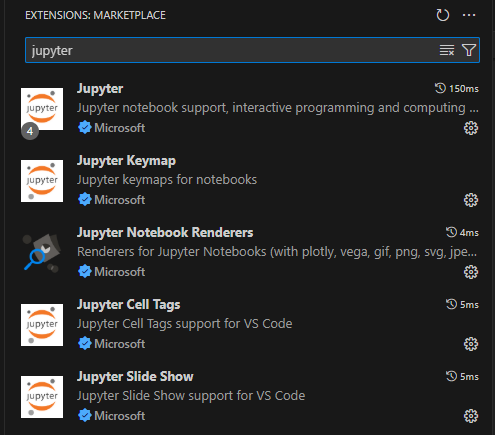 EXTENSIONS: MARKETPLACE
jupyter
Jupyter 150ms
Jupyter notebook support, interactive programming and computing ...
jupyter
4
Microsoft
Jupyter Keymap
Jupyter keymaps for notebooks
jupyter
Microsoft
Jupyter Notebook Renderers 4ms
Renderers for Jupyter Notebooks (with plotly, vega, gif, png, svg, jpe...
Microsoft
Jupyter Cell Tags 5ms
Jupyter Cell Tags support for VS Code
jupyter
Microsoft
Jupyter Slide Show 5ms
Jupyter Slide Show support for VS Code
jupyter
Microsoft